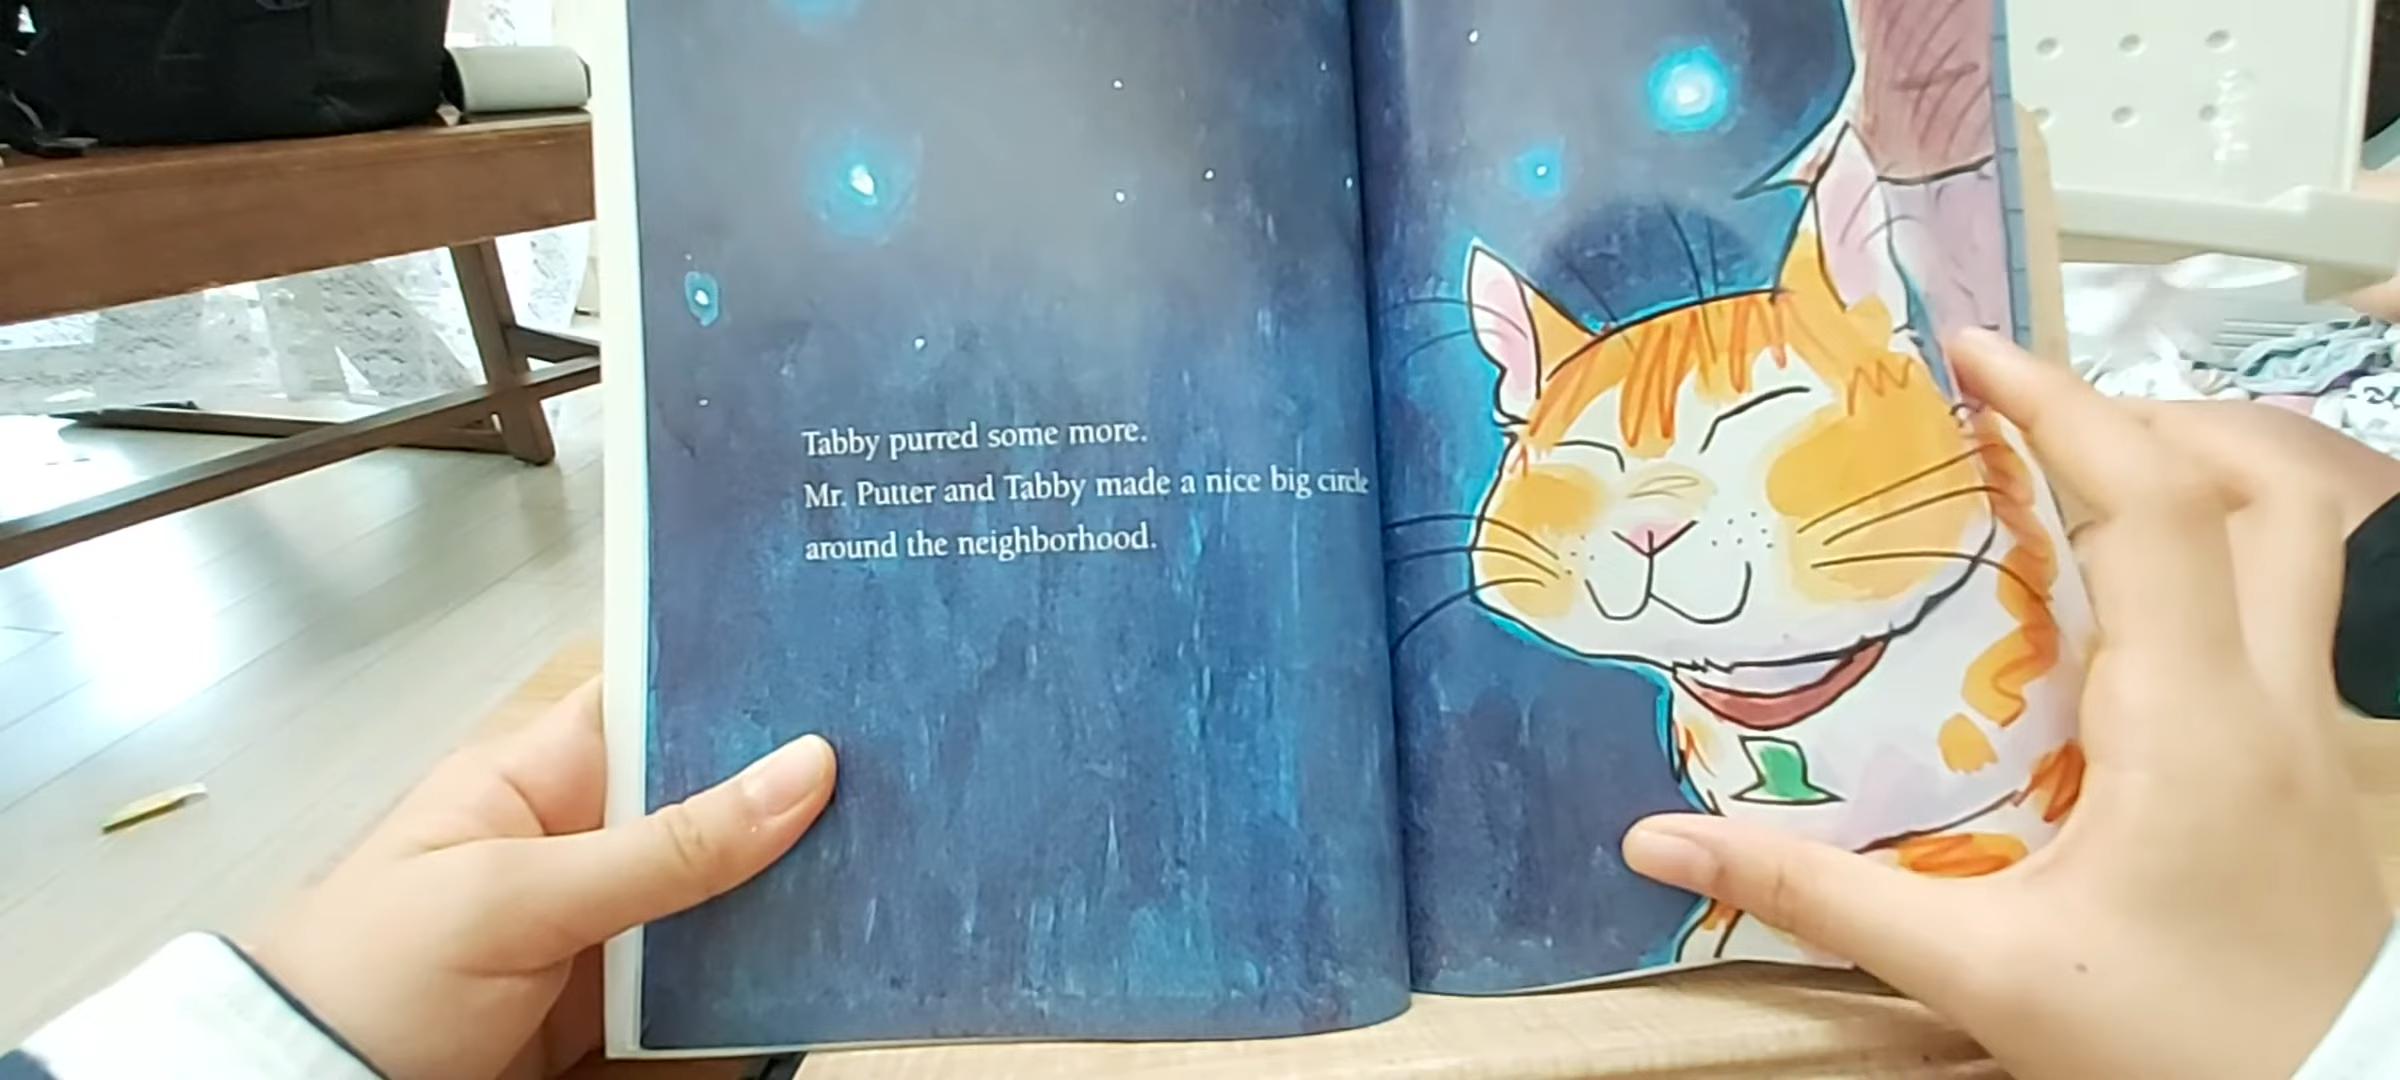 Tabby purred some more.
Mr. Putter and Tabby made a nice big circle
around the neighborhood.